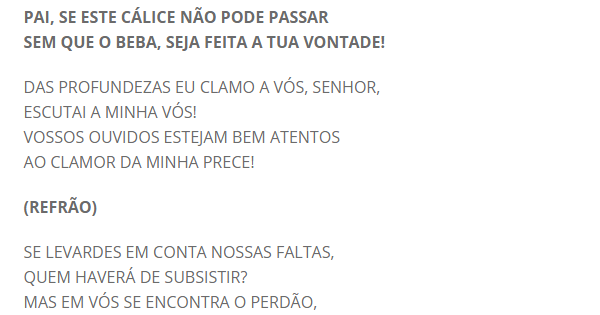 PAI, SE ESTE CÁLICE NÃO PODE PASSAR
SEM QUE O BEBA, SEJA FEITA A TUA VONTADE!
DAS PROFUNDEZAS EU CLAMO A VÓS, SENHOR,
ESCUTAI A MINHA VÓS!
VOSSOS OUVIDOS ESTEJAM BEM ATENTOS
AO CLAMOR DA MINHA PRECE!
(REFRÃO)
SE LEVARDES EM CONTA NOSSAS FALTAS,
QUEM HAVERÁ DE SUBSISTIR?
MAS EM VÓS SE ENCONTRA O PERDÃO,